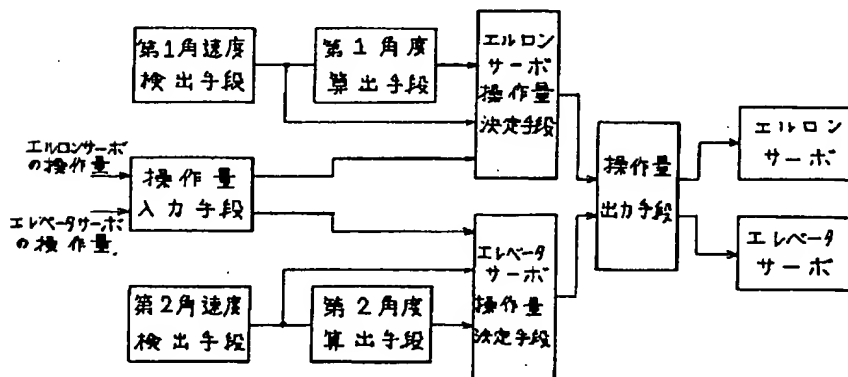 第1角速度
検出手段
第1角度
算出手段
エルロン
サーボ
操作量
決定手段
エルロンサーボ
の操作量
エレベータサーボ
の操作量
操作量
入力手段
操作量
出力手段
エルロン
サーボ
エレベータ
サーボ
第2角速度
検出手段
第2角度
算出手段
エレベータ
サーボ
操作量
決定手段